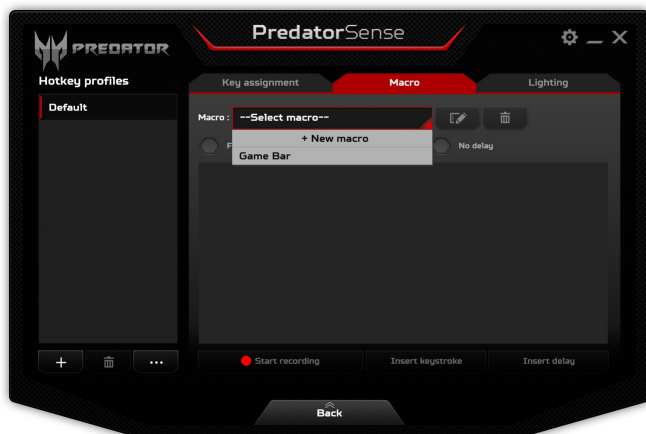 PREDATOR
PredatorSense
Hotkey profiles
Default
Key assignment
Macro
Lighting
Macro :
--Select macro--
+ New macro
Game Bar
F
No delay
Start recording
Insert keystroke
Insert delay
Back